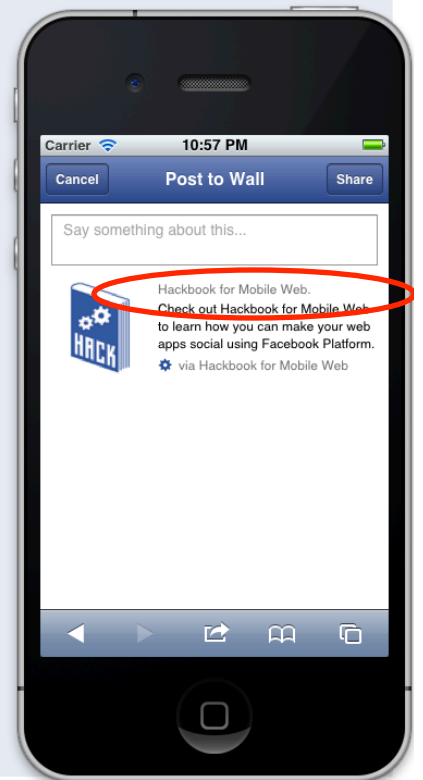 Carrier 10:57 PM
Cancel Post to Wall Share
Say something about this...
Hackbook for Mobile Web.
Check out Hackbook for Mobile Web
to learn how you can make your web
apps social using Facebook Platform.
via Hackbook for Mobile Web
HACK